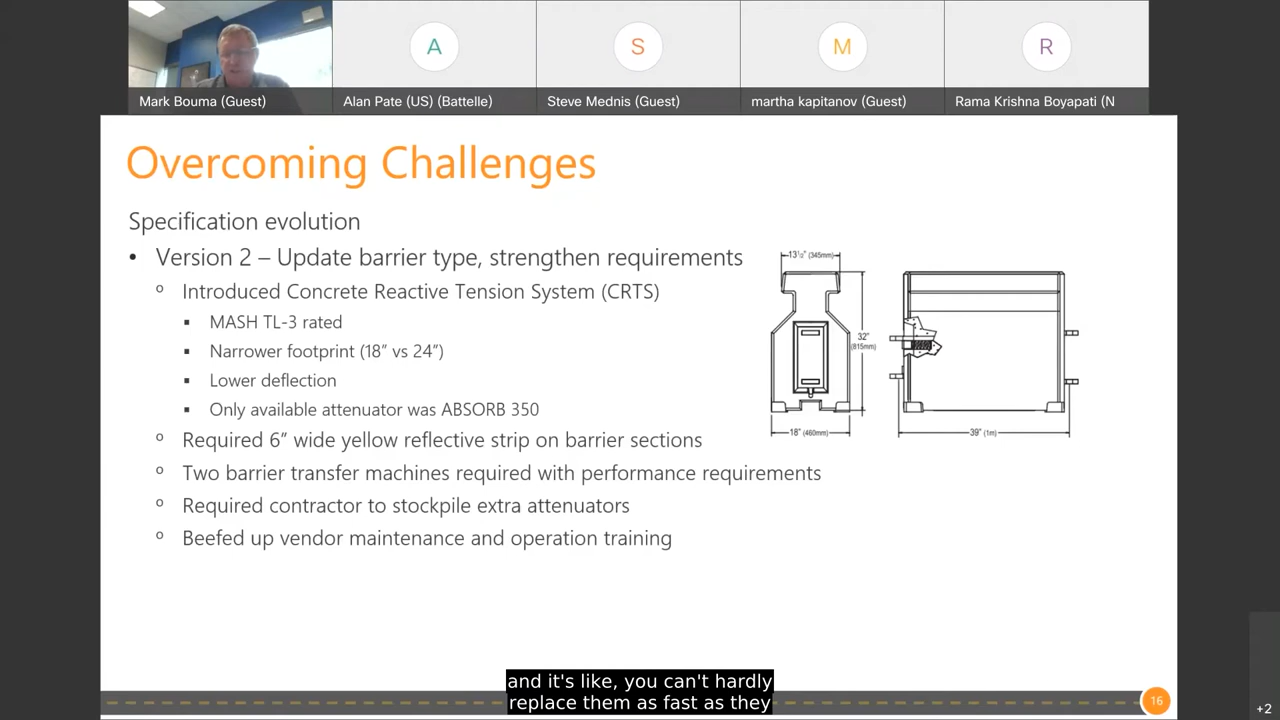 A
S
M
R
Mark Bouma (Guest)
Alan Pate (US) (Battelle)
Steve Mednis (Guest)
martha kapitanov (Guest)
Rama Krishna Boyapati (N
Overcoming Challenges
Specification evolution
• Version 2 – Update barrier type, strengthen requirements
º Introduced Concrete Reactive Tension System (CRTS)
▪ MASH TL-3 rated
▪ Narrower footprint (18” vs 24”)
▪ Lower deflection
▪ Only available attenuator was ABSORB 350
º Required 6” wide yellow reflective strip on barrier sections
º Two barrier transfer machines required with performance requirements
º Required contractor to stockpile extra attenuators
º Beefed up vendor maintenance and operation training
13½" (345mm)
32"
(815mm)
18" (460mm)
39" (1m)
and it's like, you can't hardly
replace them as fast as they
16
+2